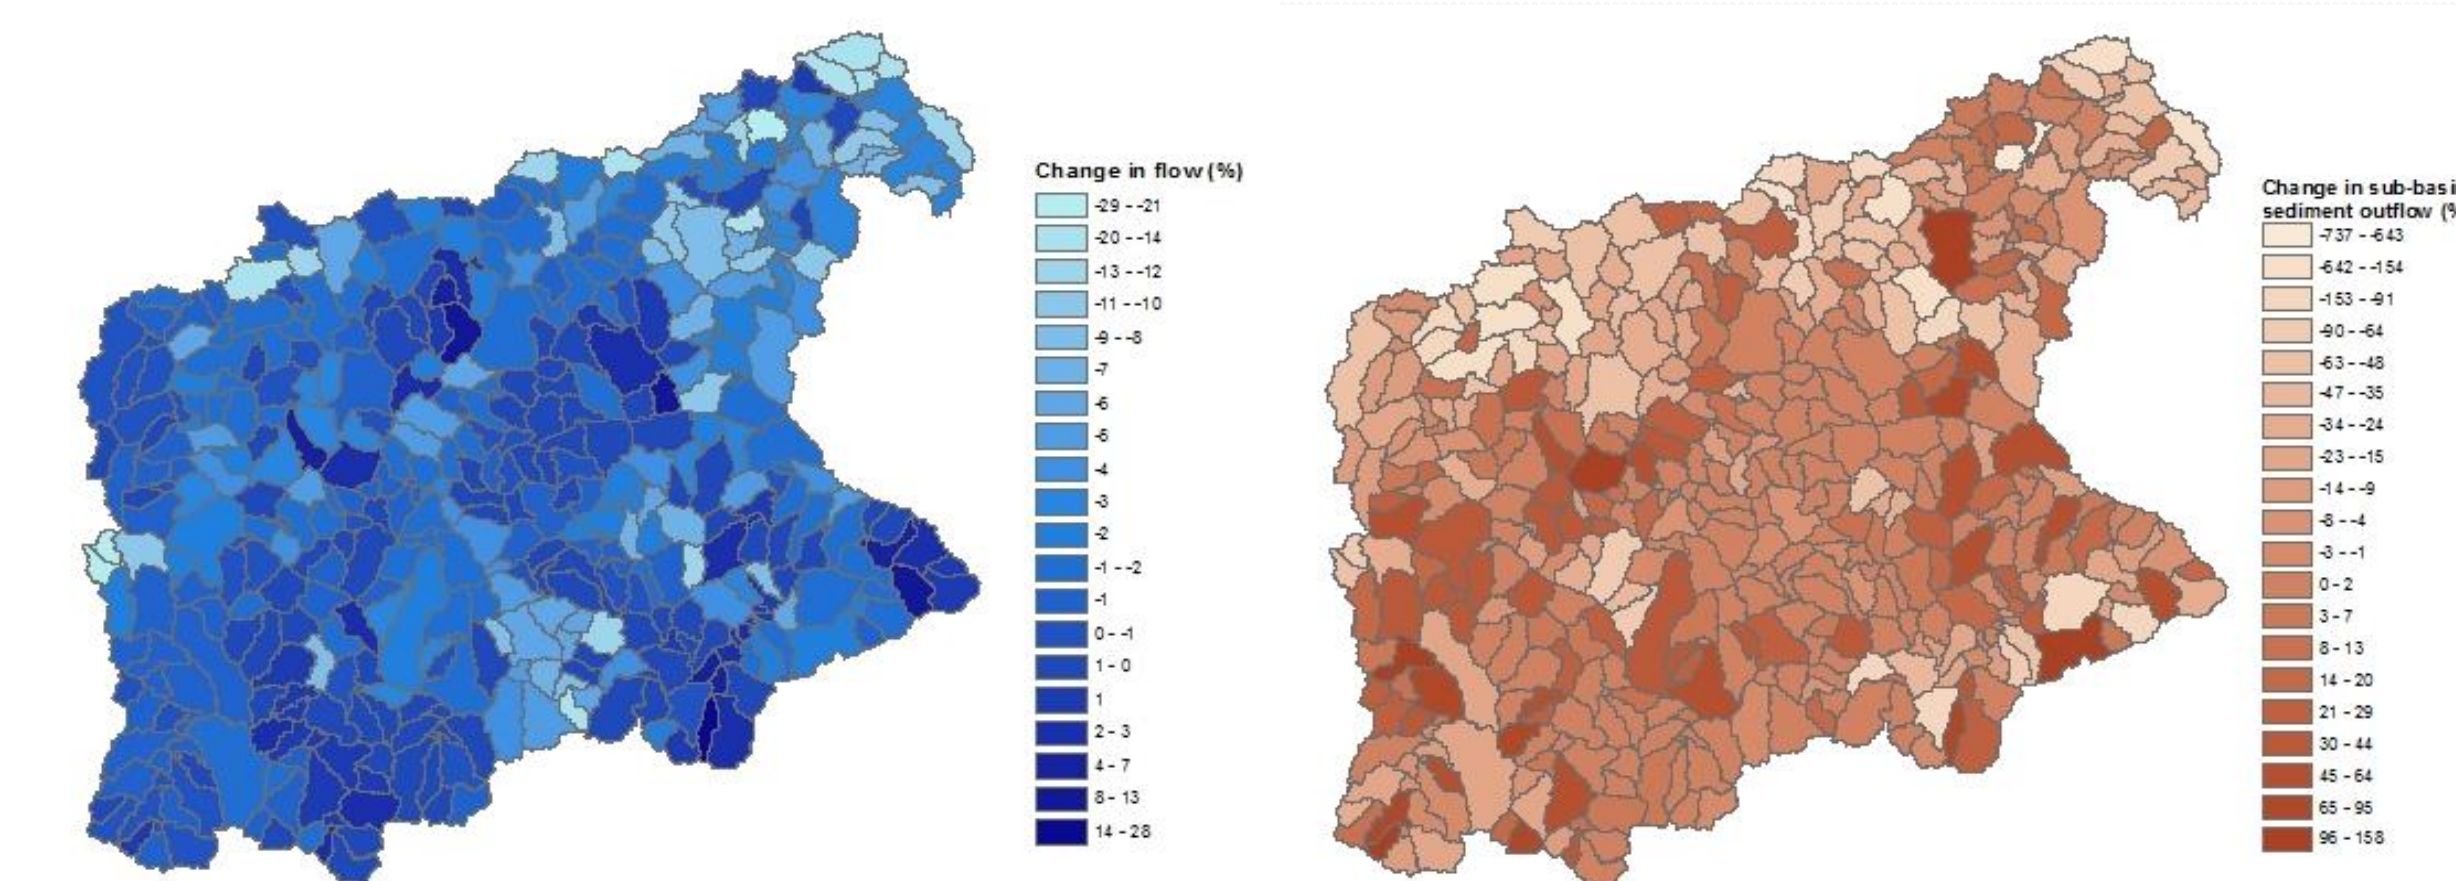 Change in flow (%)
-29 - -21
-20 - -14
-13 - -12
-11 - -10
-9 - -8
-7
-6
-5
-4
-3
-2
-1 - -2
-1
0 - -1
1 - 0
1
2 - 3
4 - 7
8 - 13
14 - 28
Change in sub-basi
sediment outflow (%
-737 - -643
-642 - -154
-153 - -91
-90 - -64
-63 - -48
-47 - -35
-34 - -24
-23 - -15
-14 - -9
-8 - -4
-3 - -1
0 - 2
3 - 7
8 - 13
14 - 20
21 - 29
30 - 44
45 - 64
65 - 95
96 - 158